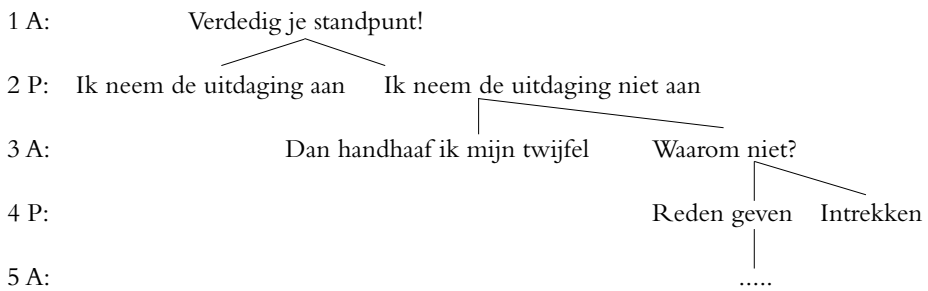 1 A: Verdedig je standpunt!
2 P: Ik neem de uitdaging aan Ik neem de uitdaging niet aan
3 A: Dan handhaaf ik mijn twijfel Waarom niet?
4 P: Reden geven Intrekken
5 A: .....